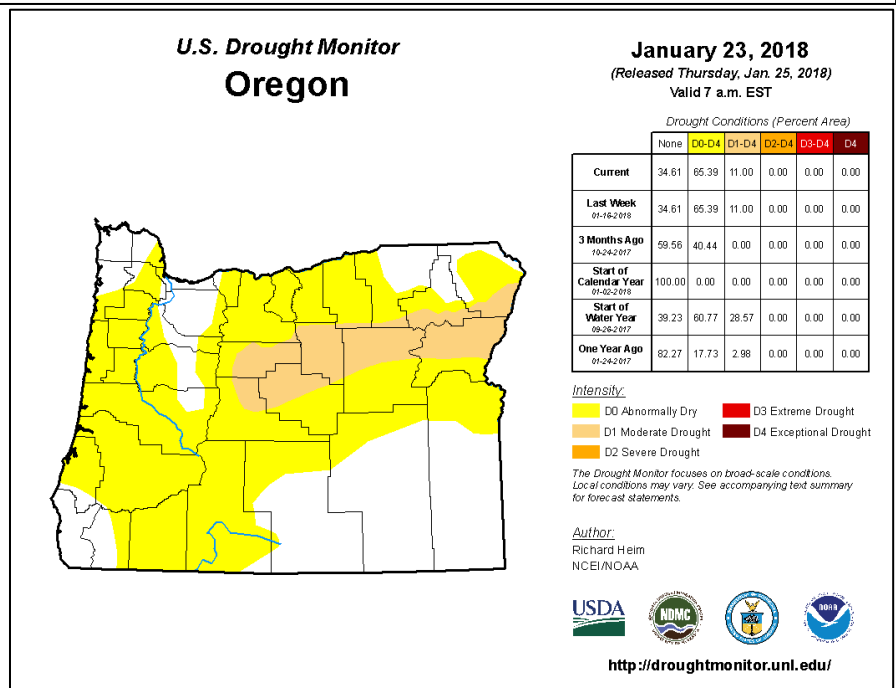 U.S. Drought Monitor
Oregon
January 23, 2018
(Released Thursday, Jan. 25, 2018)
Valid 7 a.m. EST
Drought Conditions (Percent Area)
None D0-D4 D1-D4 D2-D4 D3-D4 D4
Current 34.61 65.39 11.00 0.00 0.00 0.00
Last Week
01-16-2018 34.61 65.39 11.00 0.00 0.00 0.00
3 Months Ago
10-24-2017 59.56 40.44 0.00 0.00 0.00 0.00
Start of
Calendar Year
01-02-2018 100.00 0.00 0.00 0.00 0.00 0.00
Start of
Water Year
09-26-2017 39.23 60.77 28.57 0.00 0.00 0.00
One Year Ago
01-24-2017 82.27 17.73 2.98 0.00 0.00 0.00
Intensity:
D0 Abnormally Dry D3 Extreme Drought
D1 Moderate Drought D4 Exceptional Drought
D2 Severe Drought
The Drought Monitor focuses on broad-scale conditions.
Local conditions may vary. See accompanying text summary
for forecast statements.
Author:
Richard Heim
NCEI/NOAA
USDA NDMC NOAA
http://droughtmonitor.unl.edu/